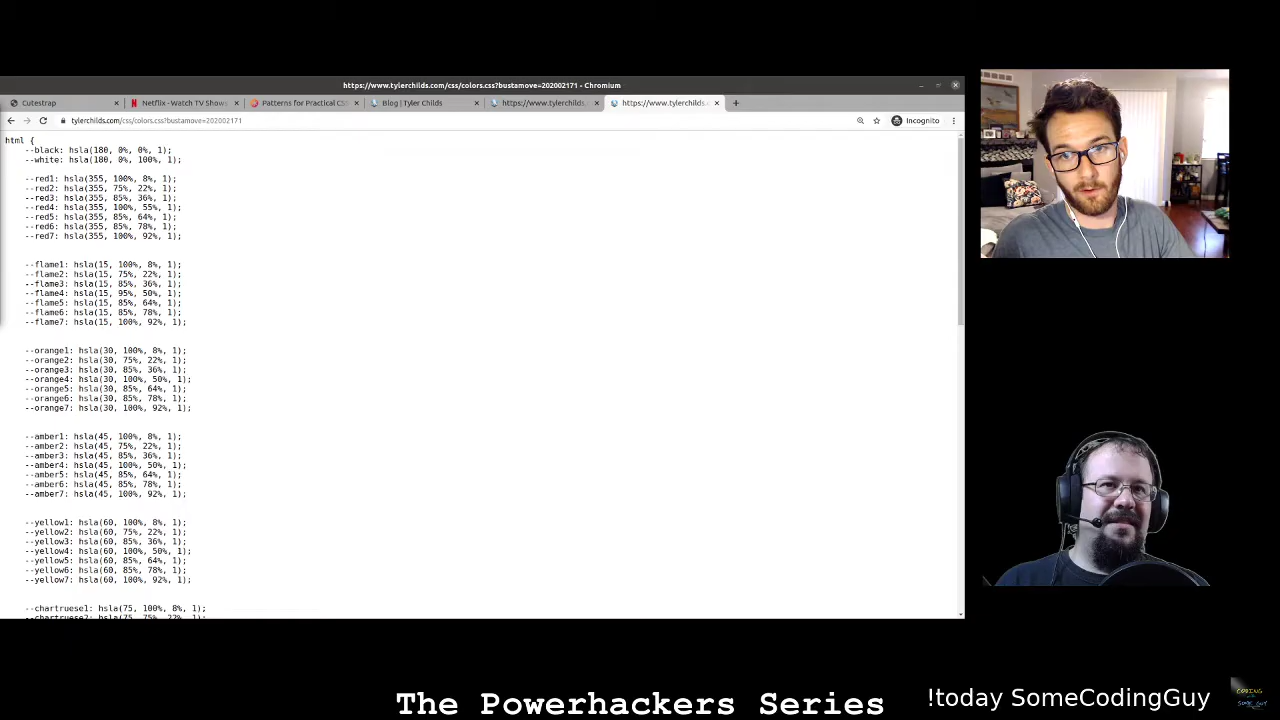 https://www.tylerchilds.com/css/colors.css?bustamove=202002171 - Chromium
Cutestrap
Netflix - Watch TV Shows
Patterns for Practical CS
Blog | Tyler Childs
https://www.tylerchilds.
https://www.tylerchilds.
tylerchilds.com/css/colors.css?bustamove=202002171
Incognito
html {
--black: hsla(180, 0%, 0%, 1);
--white: hsla(180, 0%, 100%, 1);
--red1: hsla(355, 100%, 8%, 1);
--red2: hsla(355, 75%, 22%, 1);
--red3: hsla(355, 85%, 36%, 1);
--red4: hsla(355, 100%, 55%, 1);
--red5: hsla(355, 85%, 64%, 1);
--red6: hsla(355, 85%, 78%, 1);
--red7: hsla(355, 100%, 92%, 1);
--flame1: hsla(15, 100%, 8%, 1);
--flame2: hsla(15, 75%, 22%, 1);
--flame3: hsla(15, 85%, 36%, 1);
--flame4: hsla(15, 95%, 50%, 1);
--flame5: hsla(15, 85%, 64%, 1);
--flame6: hsla(15, 85%, 78%, 1);
--flame7: hsla(15, 100%, 92%, 1);
--orange1: hsla(30, 100%, 8%, 1);
--orange2: hsla(30, 75%, 22%, 1);
--orange3: hsla(30, 85%, 36%, 1);
--orange4: hsla(30, 100%, 50%, 1);
--orange5: hsla(30, 85%, 64%, 1);
--orange6: hsla(30, 85%, 78%, 1);
--orange7: hsla(30, 100%, 92%, 1);
--amber1: hsla(45, 100%, 8%, 1);
--amber2: hsla(45, 75%, 22%, 1);
--amber3: hsla(45, 85%, 36%, 1);
--amber4: hsla(45, 100%, 50%, 1);
--amber5: hsla(45, 85%, 64%, 1);
--amber6: hsla(45, 85%, 78%, 1);
--amber7: hsla(45, 100%, 92%, 1);
--yellow1: hsla(60, 100%, 8%, 1);
--yellow2: hsla(60, 75%, 22%, 1);
--yellow3: hsla(60, 85%, 36%, 1);
--yellow4: hsla(60, 100%, 50%, 1);
--yellow5: hsla(60, 85%, 64%, 1);
--yellow6: hsla(60, 85%, 78%, 1);
--yellow7: hsla(60, 100%, 92%, 1);
--chartruese1: hsla(75, 100%, 8%, 1);
--chartruese2: hsla(75, 75%, 22%, 1);
The Powerhackers Series
!today SomeCodingGuy
CODING
SOME GUY